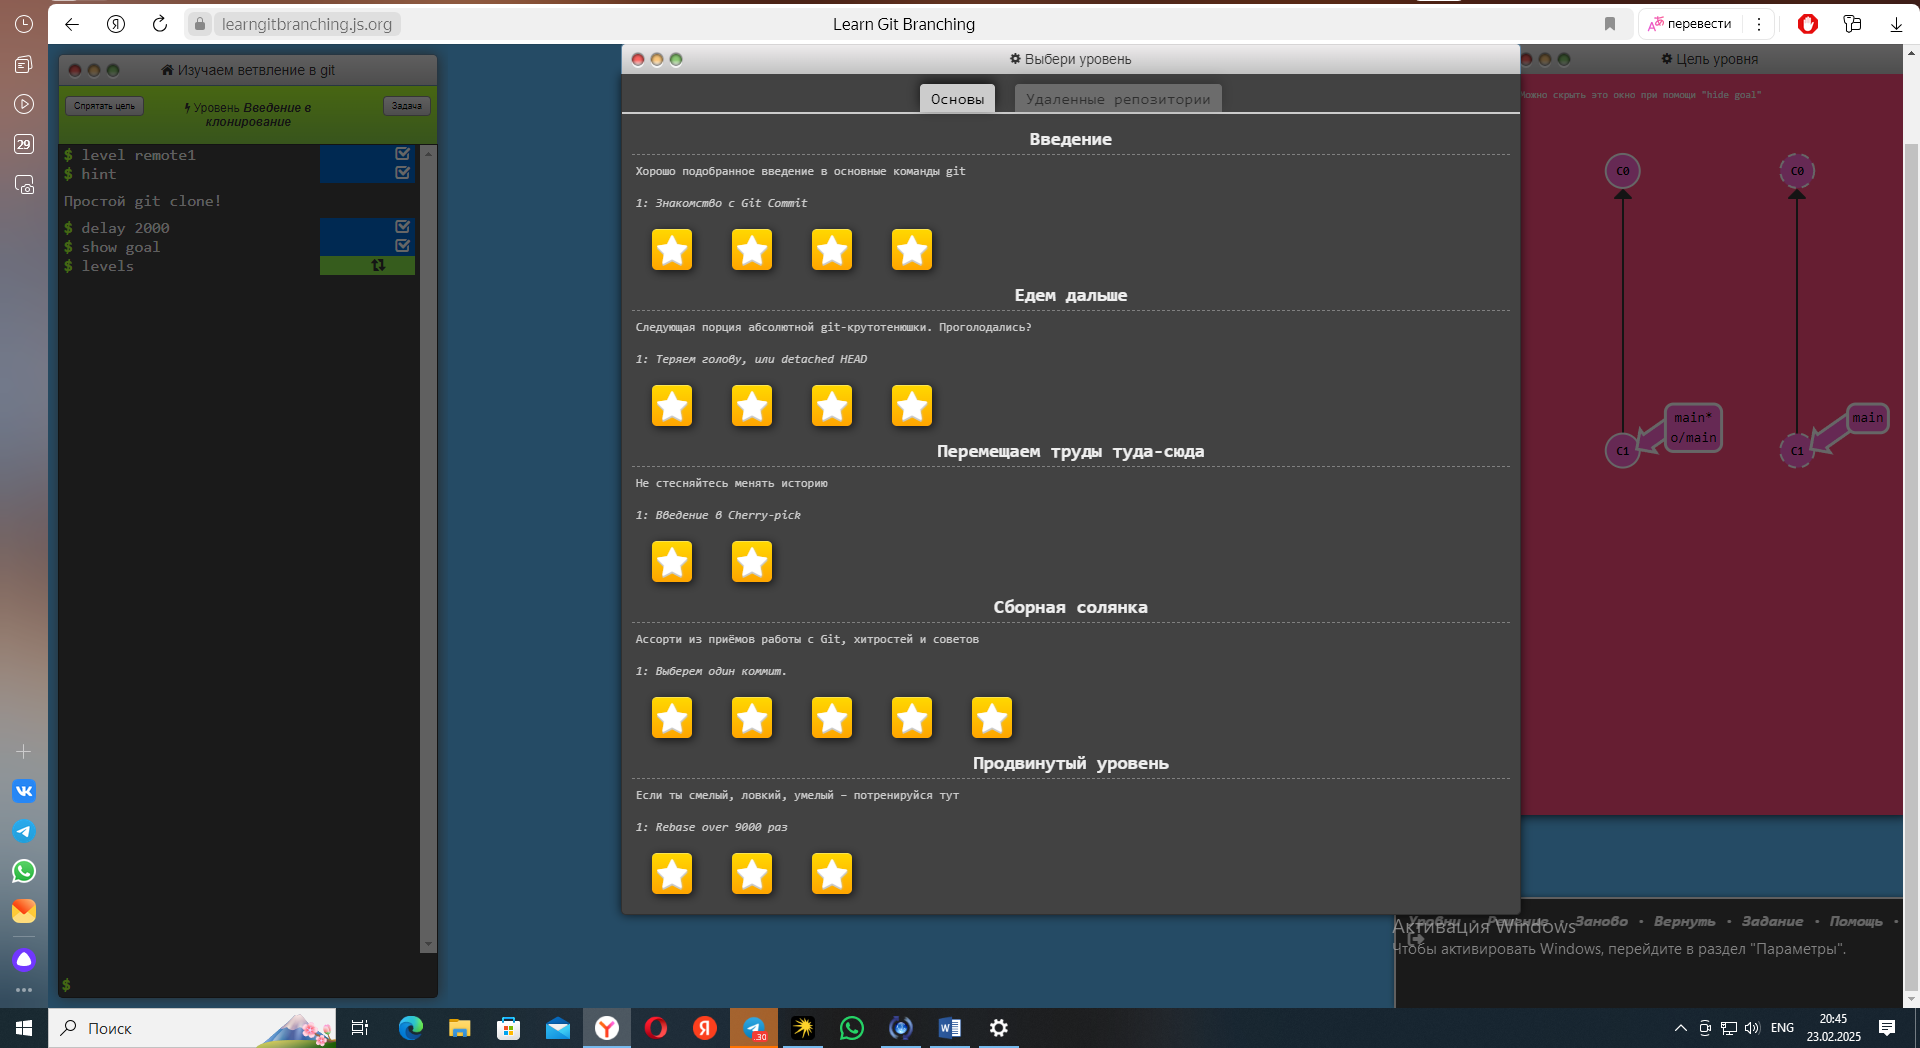 learngitbranching.js.org
Learn Git Branching
перевести
29
Изучаем ветвление в git
Спрятать цель
Уровень Введение в клонирование
Задача
$ level remote1
$ hint
Простой git clone!
$ delay 2000
$ show goal
$ levels
$
Выбери уровень
Основы
Удаленные репозитории
Введение
Хорошо подобранное введение в основные команды git
1: Знакомство с Git Commit
Едем дальше
Следующая порция абсолютной git-крутотенюшки. Проголодались?
1: Теряем голову, или detached HEAD
Перемещаем труды туда-сюда
Не стесняйтесь менять историю
1: Введение в Cherry-pick
Сборная солянка
Ассорти из приёмов работы с Git, хитростей и советов
1: Выберем один коммит.
Продвинутый уровень
Если ты смелый, ловкий, умелый – потренируйся тут
1: Rebase over 9000 раз
Цель уровня
Можно скрыть это окно при помощи "hide goal"
C0
C0
main*
o/main
main
C1
C1
Уровни • Решение • Заново • Вернуть • Задание • Помощь •
Активация Windows
Чтобы активировать Windows, перейдите в раздел "Параметры".
Поиск
30
ENG
20:45
23.02.2025